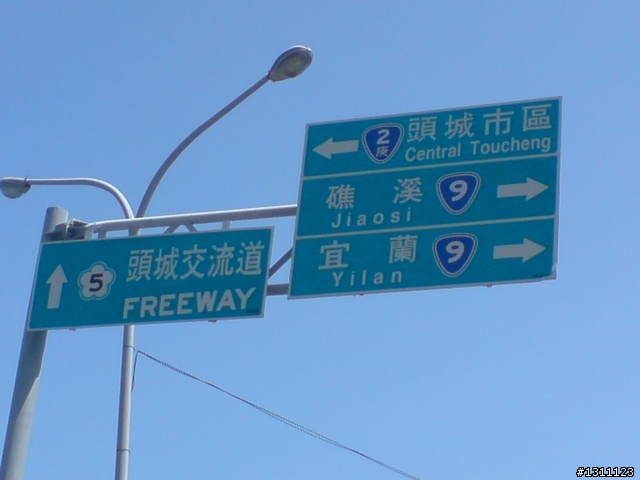 5 頭城交流道
FREEWAY
2庚 頭城市區
Central Toucheng
礁溪 9
Jiaosi
宜蘭 9
Yilan
#1311123